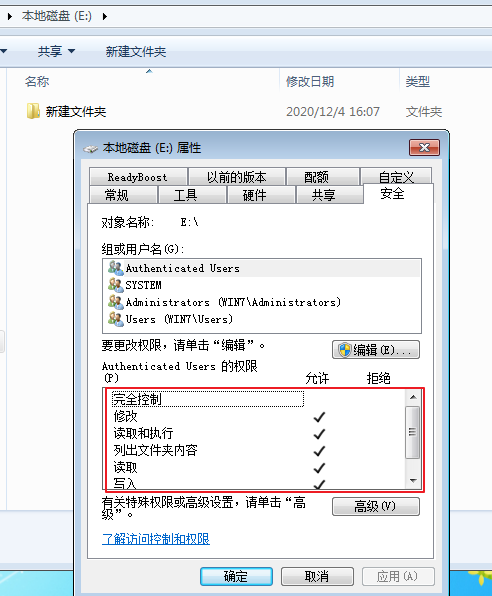 本地磁盘 (E:)
共享 新建文件夹
名称 修改日期 类型
新建文件夹 2020/12/4 16:07 文件夹
本地磁盘 (E:) 属性
ReadyBoost 以前的版本 配额 自定义
常规 工具 硬件 共享 安全
对象名称: E:\
组或用户名(G):
Authenticated Users
SYSTEM
Administrators (WIN7\Administrators)
Users (WIN7\Users)
要更改权限，请单击“编辑”。 编辑(E)...
Authenticated Users 的权限
(P) 允许 拒绝
完全控制
修改
读取和执行
列出文件夹内容
读取
写入
有关特殊权限或高级设置，请单击“高
级”。 高级(V)
了解访问控制和权限
确定 取消 应用(A)